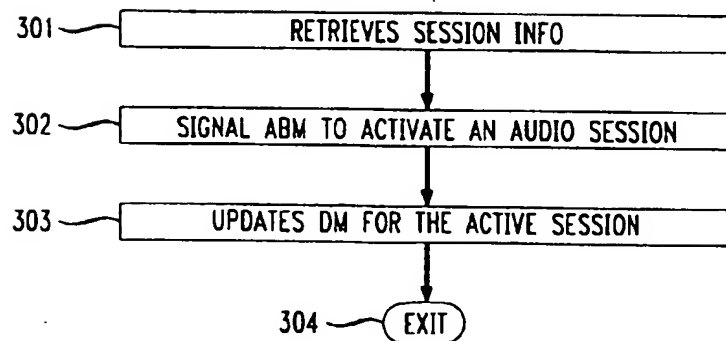 301 RETRIEVES SESSION INFO
302 SIGNAL ABM TO ACTIVATE AN AUDIO SESSION
303 UPDATES DM FOR THE ACTIVE SESSION
304 EXIT